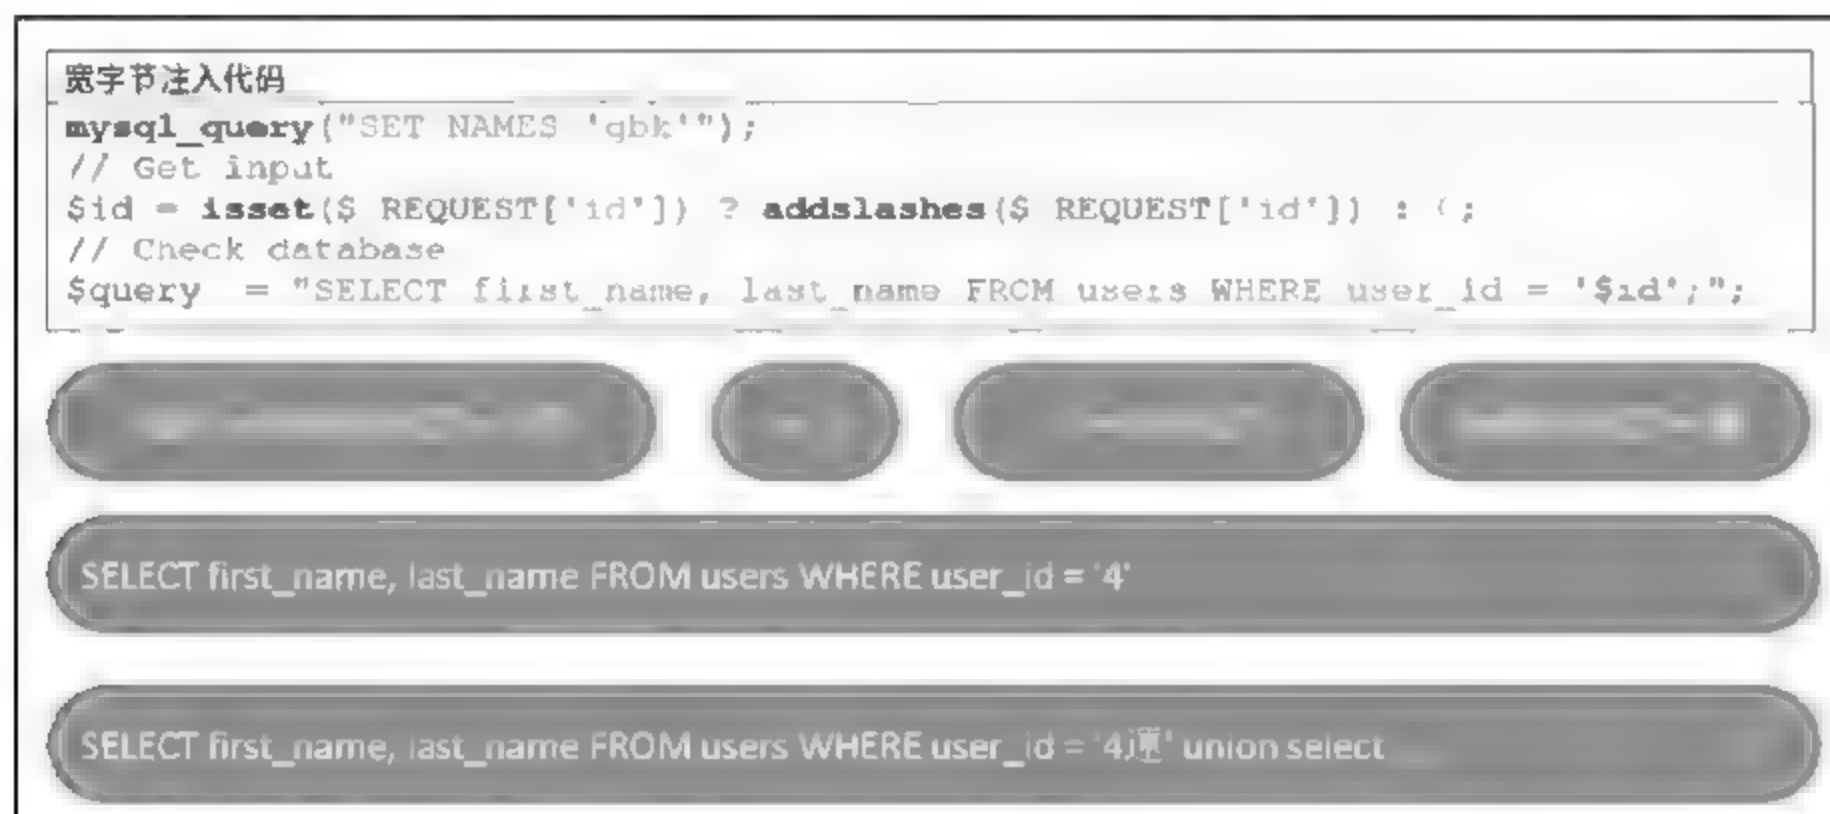 宽字节注入代码
mysql_query("SET NAMES 'gbk'");
// Get input
$id = isset($ REQUEST['id']) ? addslashes($ REQUEST['id']) : (;
// Check database
$query = "SELECT first_name, last_name FROM users WHERE user_id = '$id';";
SELECT first_name, last_name FROM users WHERE user_id = '4'
SELECT first_name, last_name FROM users WHERE user_id = '4運' union select